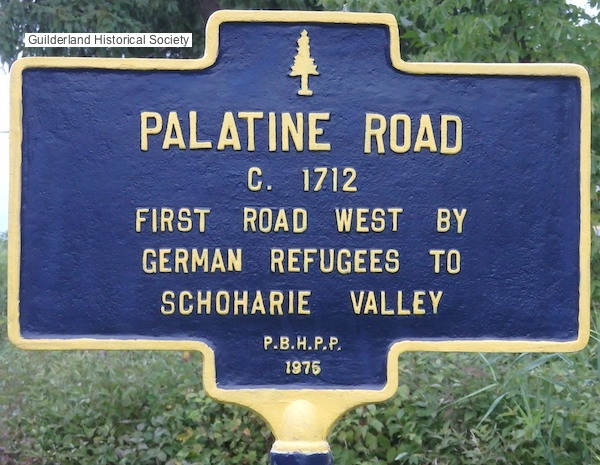 Guilderland Historical Society
PALATINE ROAD
C. 1712
FIRST ROAD WEST BY
GERMAN REFUGEES TO
SCHOHARIE VALLEY
P.B.H.P.P.
1975